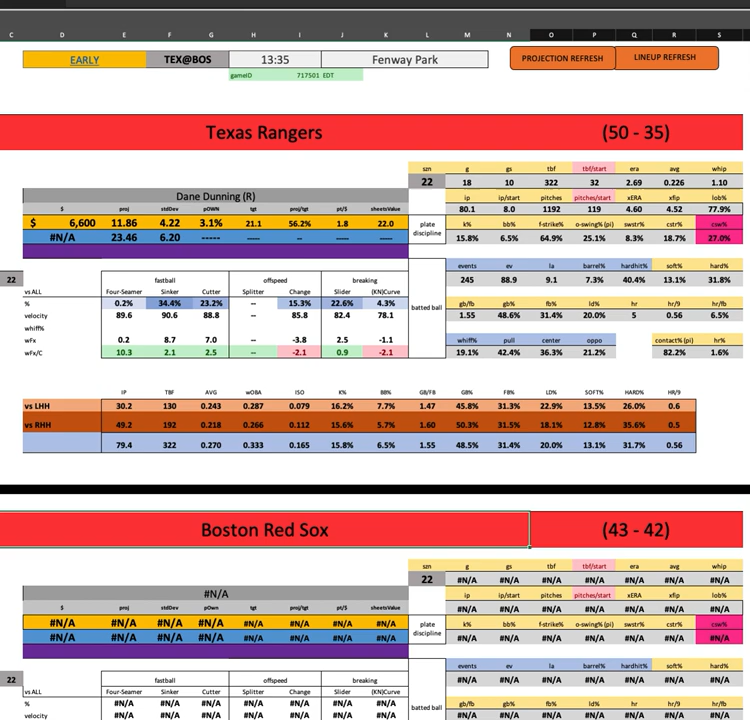 C D E F G H I J K L M N O P Q R S
EARLY TEX@BOS 13:35 Fenway Park PROJECTION REFRESH LINEUP REFRESH
gameID 717501 EDT
Texas Rangers (50 - 35)
szn g gs tbf tbf/start era avg whip
22 18 10 322 32 2.69 0.226 1.10
Dane Dunning (R) ip ip/start pitches pitches/start xERA xfip lob%
$ proj stdDev pOWN tgt proj/tgt pt/$ sheetsValue 80.1 8.0 1192 119 4.60 4.52 77.9%
$ 6,600 11.86 4.22 3.1% 21.1 56.2% 1.8 22.0 plate discipline k% bb% f-strike% o-swing% (pi) swstr% cstr% csw%
#N/A 23.46 6.20 ----- ---- -- ---- ---- 15.8% 6.5% 64.9% 25.1% 8.3% 18.7% 27.0%
events ev la barrel% hardhit% soft% hard%
22 fastball offspeed breaking 245 88.9 9.1 7.3% 40.4% 13.1% 31.8%
vs ALL Four-Seamer Sinker Cutter Splitter Change Slider (KN)Curve
% 0.2% 34.4% 23.2% -- 15.3% 22.6% 4.3% batted ball gb/fb gb% fb% ld% hr hr/9 hr/fb
velocity 89.6 90.6 88.8 -- 85.8 82.4 78.1 1.55 48.6% 31.4% 20.0% 5 0.56 6.5%
whiff%
wFx 0.2 8.7 7.0 -- -3.8 2.5 -1.1 whiff% pull center oppo contact% (pi) hr%
wFx/C 10.3 2.1 2.5 -- -2.1 0.9 -2.1 19.1% 42.4% 36.3% 21.2% 82.2% 1.6%
IP TBF AVG wOBA ISO K% BB% GB/FB GB% FB% LD% SOFT% HARD% HR/9
vs LHH 30.2 130 0.243 0.287 0.079 16.2% 7.7% 1.47 45.8% 31.3% 22.9% 13.5% 26.0% 0.6
vs RHH 49.2 192 0.218 0.266 0.112 15.6% 5.7% 1.60 50.3% 31.5% 18.1% 12.8% 35.6% 0.5
79.4 322 0.270 0.333 0.165 15.8% 6.5% 1.55 48.5% 31.4% 20.0% 13.1% 31.7% 0.56
Boston Red Sox (43 - 42)
szn g gs tbf tbf/start era avg whip
22 #N/A #N/A #N/A #N/A #N/A #N/A #N/A
#N/A ip ip/start pitches pitches/start xERA xfip lob%
$ proj stdDev pOwn tgt proj/tgt pt/$ sheetsValue #N/A #N/A #N/A #N/A #N/A #N/A #N/A
#N/A #N/A #N/A #N/A #N/A #N/A #N/A #N/A plate discipline k% bb% f-strike% o-swing% (pi) swstr% cstr% csw%
#N/A #N/A #N/A #N/A #N/A #N/A #N/A #N/A #N/A #N/A #N/A #N/A #N/A #N/A #N/A
events ev la barrel% hardhit% soft% hard%
22 fastball offspeed breaking #N/A #N/A #N/A #N/A #N/A #N/A #N/A
vs ALL Four-Seamer Sinker Cutter Splitter Change Slider (KN)Curve
% #N/A #N/A #N/A #N/A #N/A #N/A #N/A batted ball gb/fb gb% fb% ld% hr hr/9 hr/fb
velocity #N/A #N/A #N/A #N/A #N/A #N/A #N/A #N/A #N/A #N/A #N/A #N/A #N/A #N/A